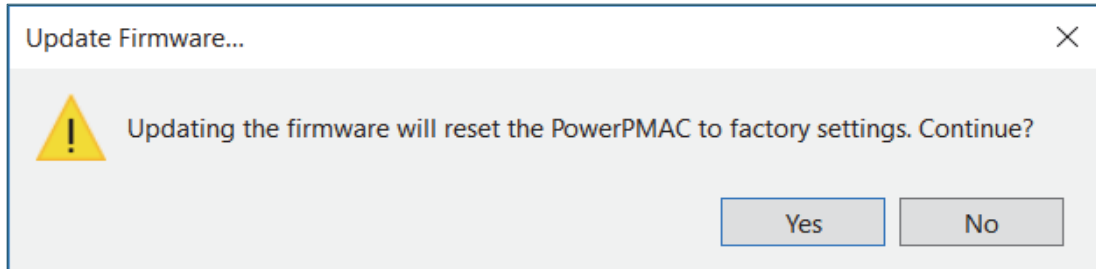 Update Firmware...
Updating the firmware will reset the PowerPMAC to factory settings. Continue?
Yes
No